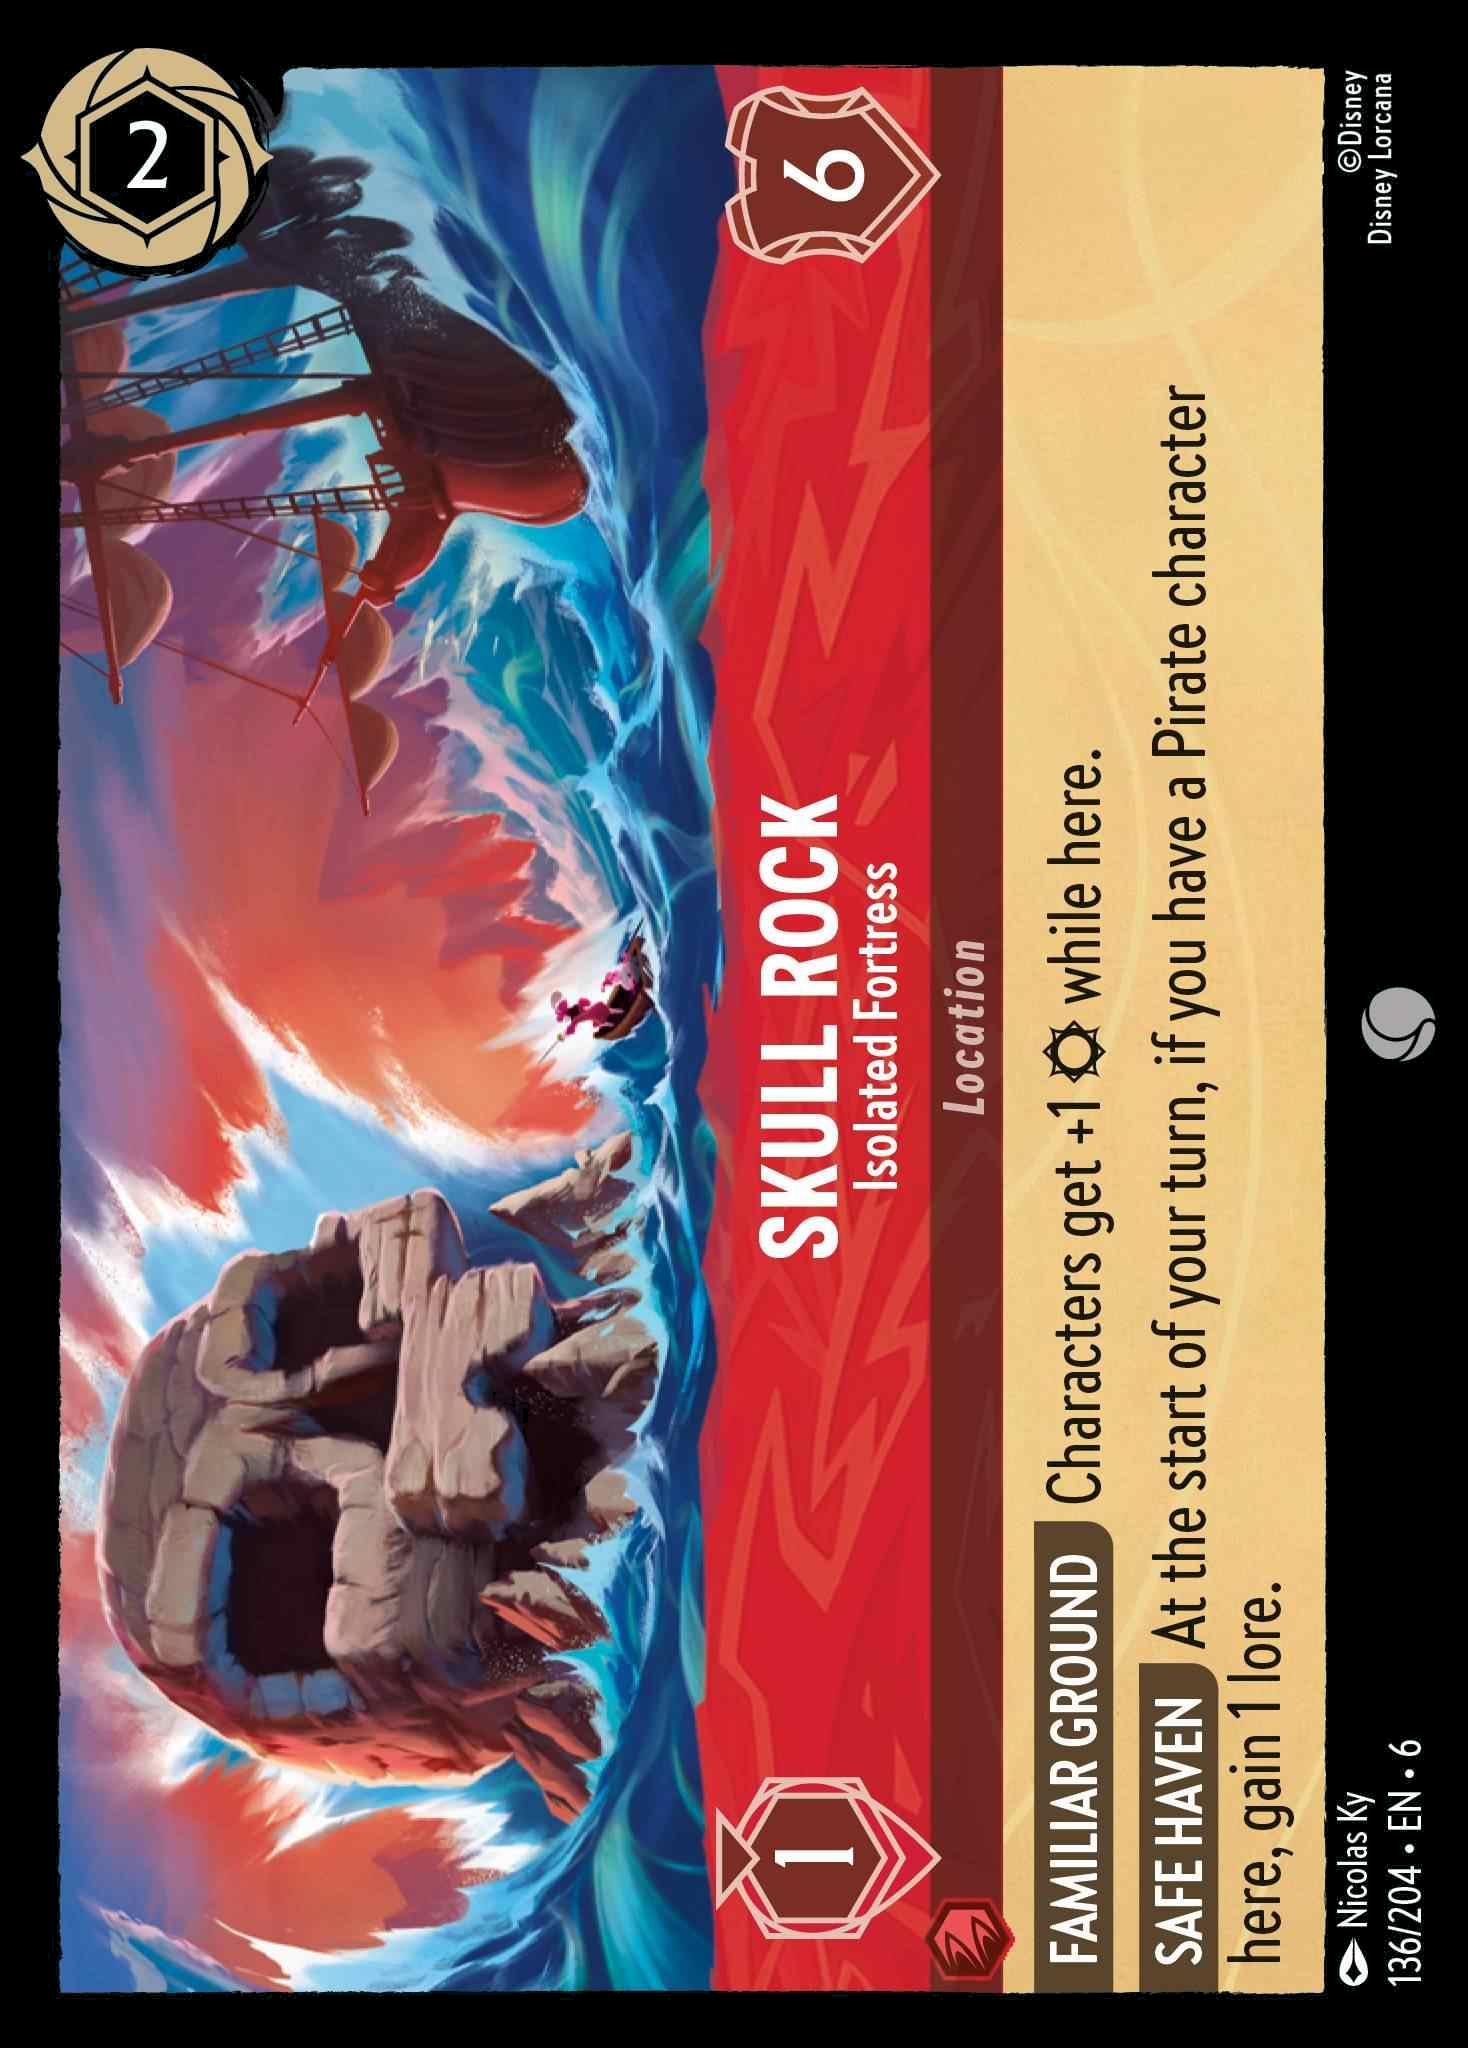 2
SKULL ROCK
Isolated Fortress
1
6
Location
FAMILIAR GROUND Characters get +1 while here.
SAFE HAVEN At the start of your turn, if you have a Pirate character
here, gain 1 lore.
Nicolas Ky
136/204 • EN • 6
©Disney
Disney Lorcana